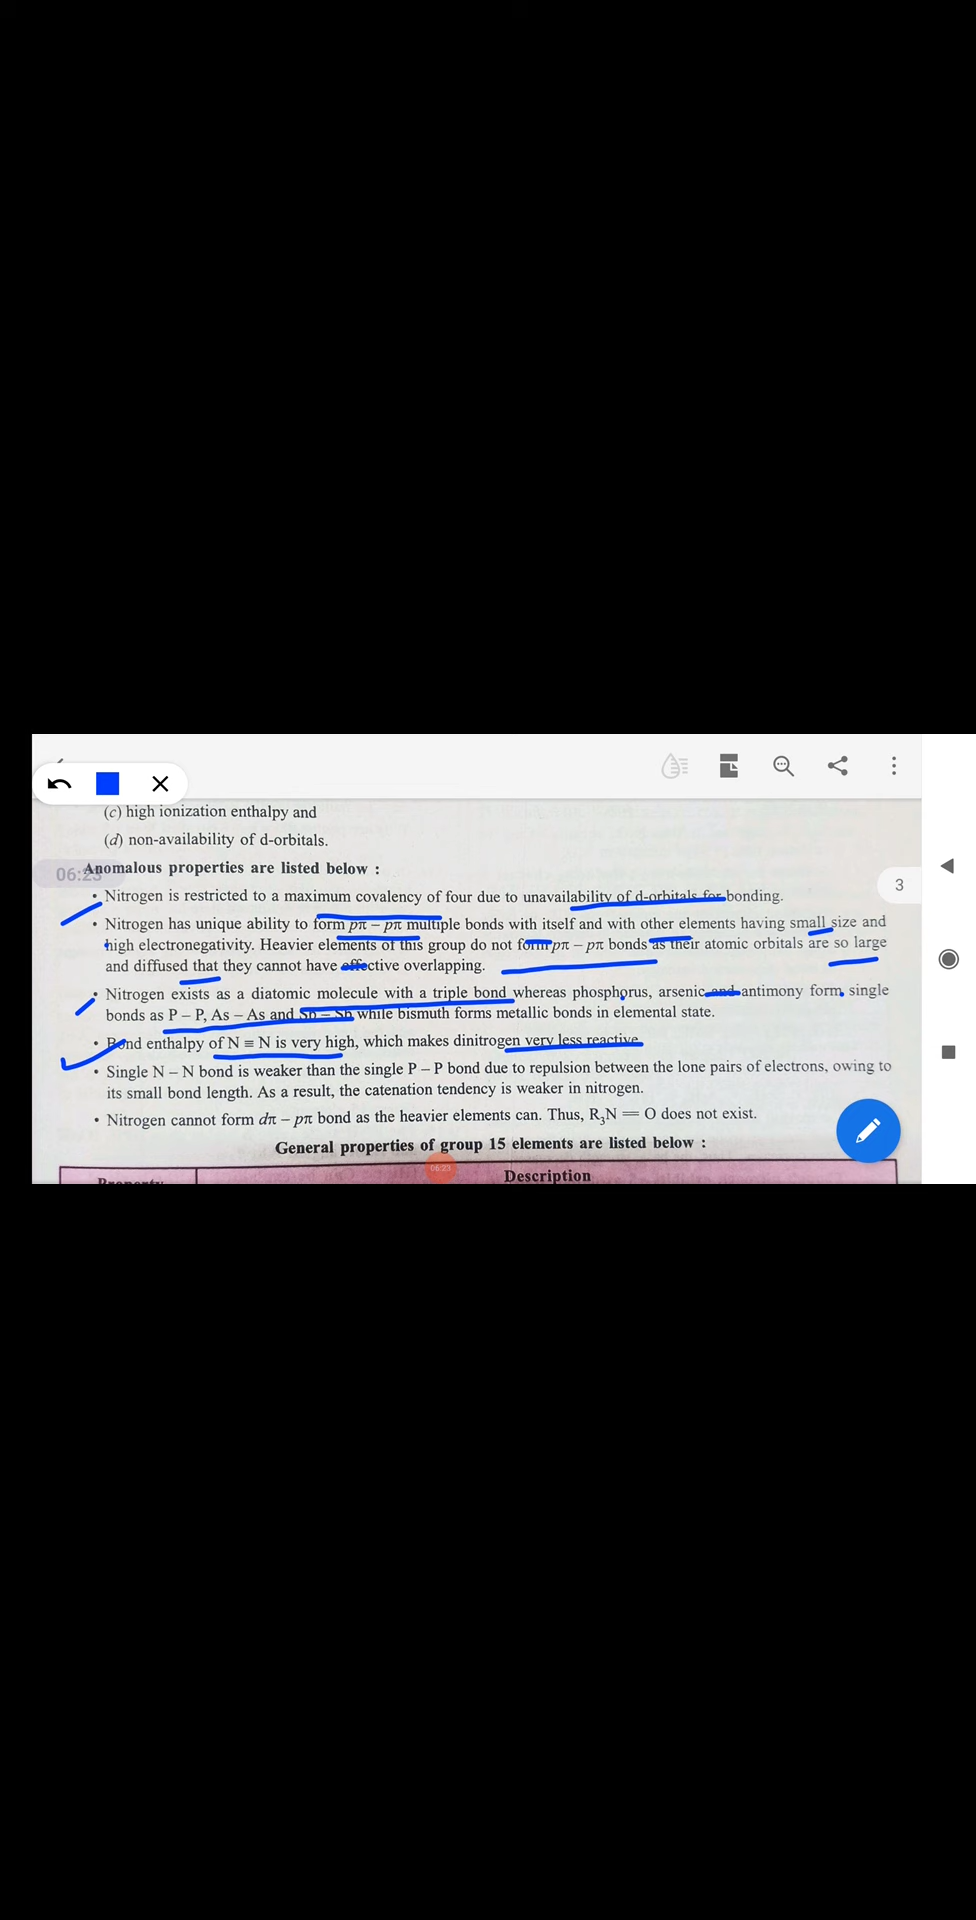 (c) high ionization enthalpy and
(d) non-availability of d-orbitals.
06:23
Anomalous properties are listed below :
• Nitrogen is restricted to a maximum covalency of four due to unavailability of d-orbitals for bonding.
3
• Nitrogen has unique ability to form pπ – pπ multiple bonds with itself and with other elements having small size and
high electronegativity. Heavier elements of this group do not form pπ – pπ bonds as their atomic orbitals are so large
and diffused that they cannot have effective overlapping.
• Nitrogen exists as a diatomic molecule with a triple bond whereas phosphorus, arsenic and antimony form single
bonds as P – P, As – As and Sb – Sb while bismuth forms metallic bonds in elemental state.
• Bond enthalpy of N ≡ N is very high, which makes dinitrogen very less reactive.
• Single N – N bond is weaker than the single P – P bond due to repulsion between the lone pairs of electrons, owing to
its small bond length. As a result, the catenation tendency is weaker in nitrogen.
• Nitrogen cannot form dπ – pπ bond as the heavier elements can. Thus, R₃N = O does not exist.
General properties of group 15 elements are listed below :
06:23
Property
Description